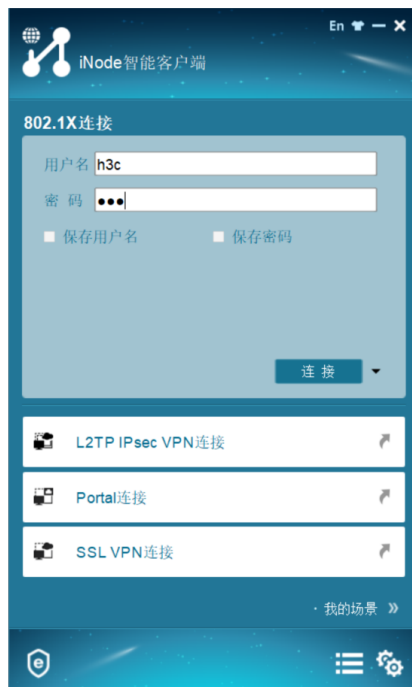 En
iNode智能客户端
802.1X连接
用户名 h3c
密 码 ●●●
保存用户名 保存密码
连 接
L2TP IPsec VPN连接
Portal连接
SSL VPN连接
· 我的场景 »
e